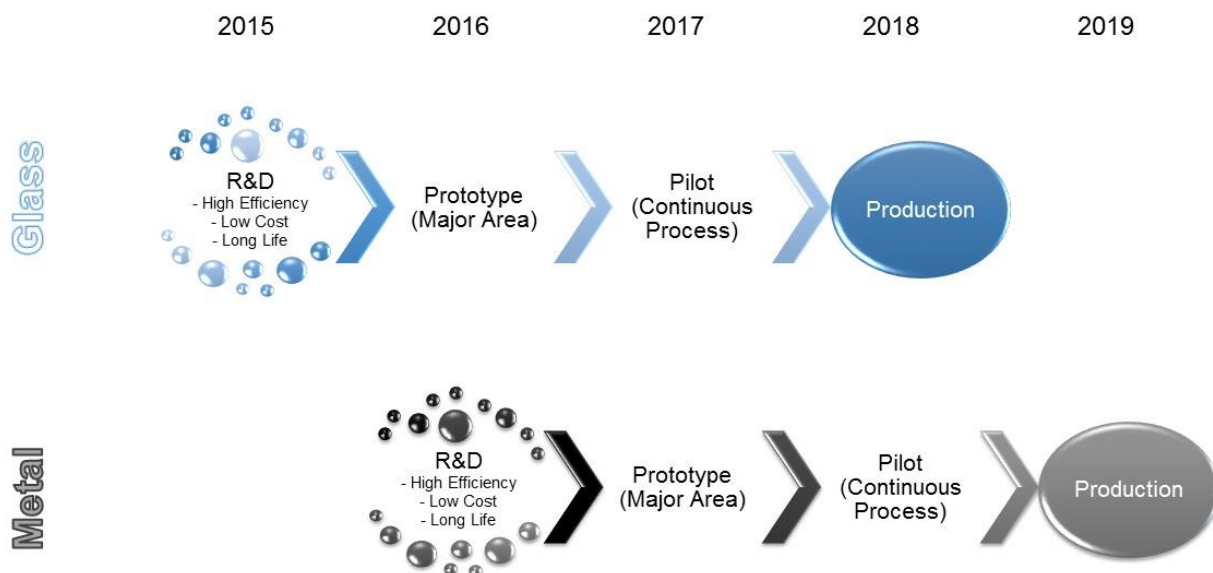 2015 2016 2017 2018 2019
Glass
R&D
- High Efficiency
- Low Cost
- Long Life
Prototype
(Major Area)
Pilot
(Continuous
Process)
Production
Metal
R&D
- High Efficiency
- Low Cost
- Long Life
Prototype
(Major Area)
Pilot
(Continuous
Process)
Production